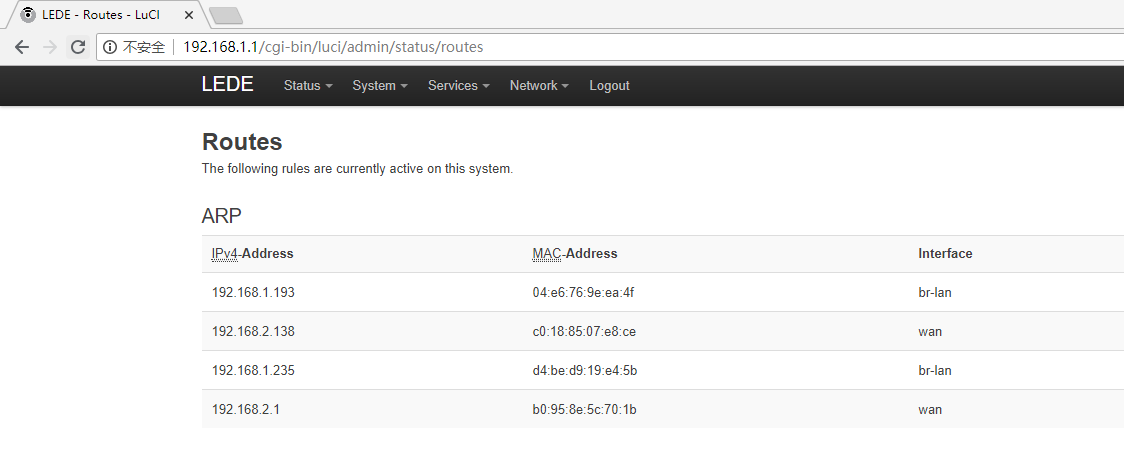 LEDE - Routes - LuCI
不安全 192.168.1.1/cgi-bin/luci/admin/status/routes
LEDE Status System Services Network Logout
Routes
The following rules are currently active on this system.
ARP
IPv4-Address MAC-Address Interface
192.168.1.193 04:e6:76:9e:ea:4f br-lan
192.168.2.138 c0:18:85:07:e8:ce wan
192.168.1.235 d4:be:d9:19:e4:5b br-lan
192.168.2.1 b0:95:8e:5c:70:1b wan